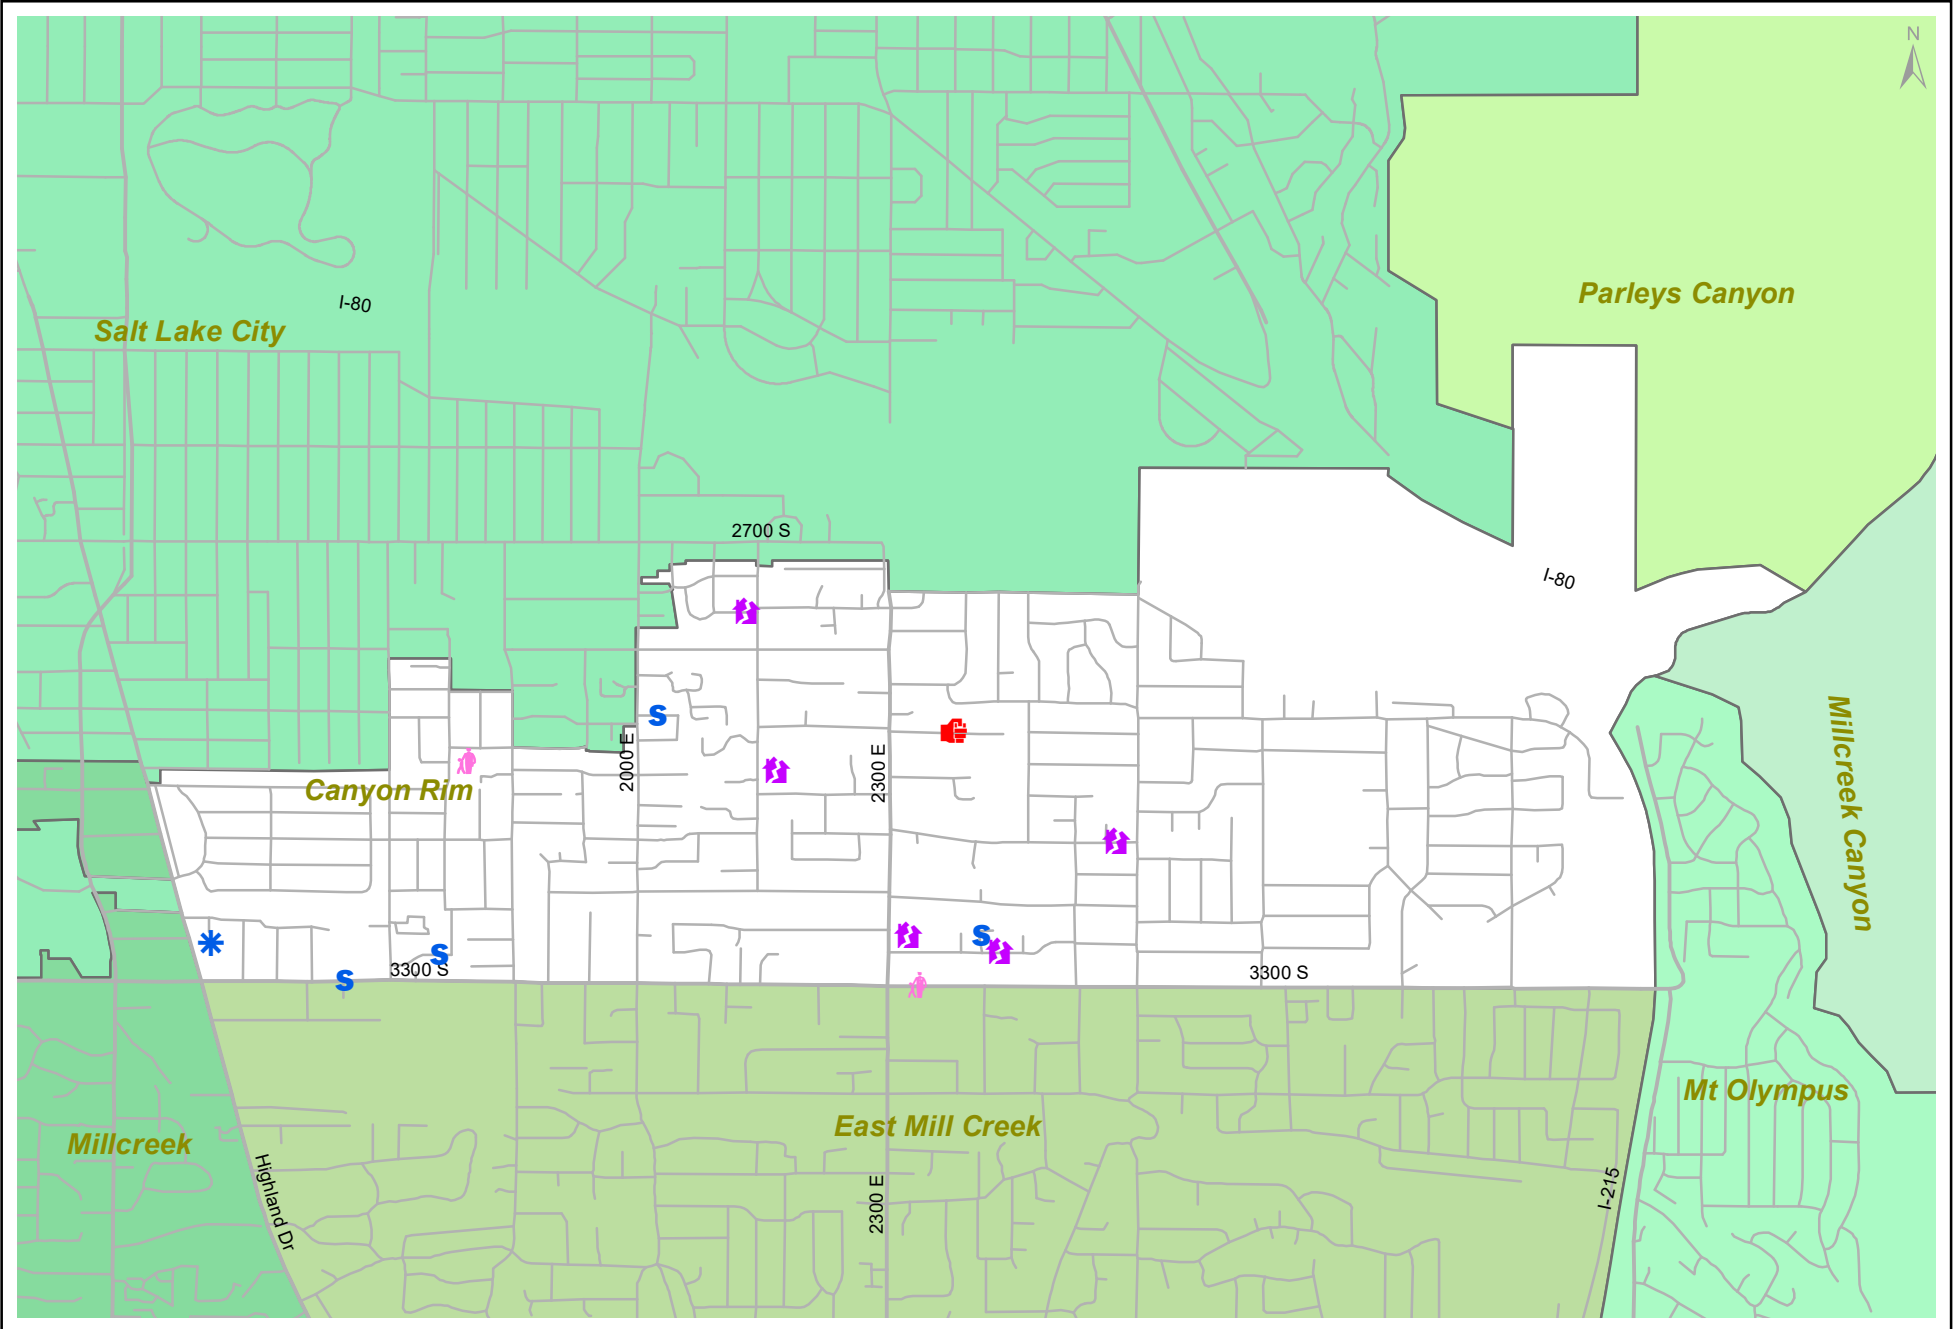 N
Parleys Canyon
I-80
Salt Lake City
2700 S
I-80
Millcreek Canyon
2000 E
2300 E
Canyon Rim
S
S
S
S
3300 S
3300 S
Mt Olympus
East Mill Creek
Millcreek
Highland Dr
2300 E
I-215